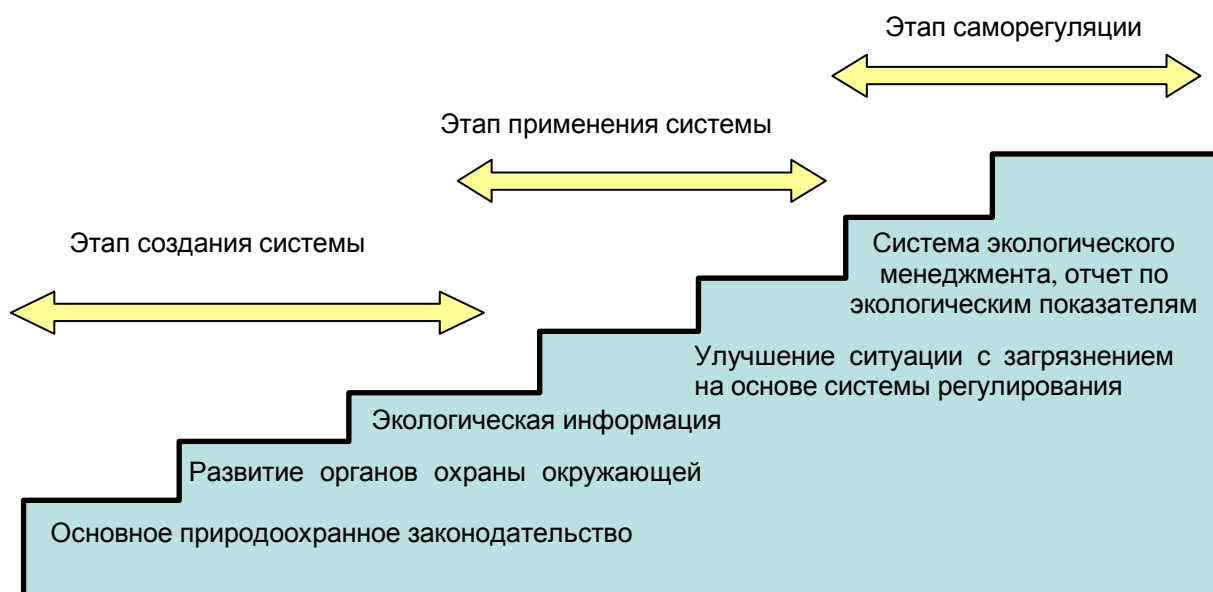 Этап саморегуляции
Этап применения системы
Этап создания системы
Система экологического
менеджмента, отчет по
экологическим показателям
Улучшение ситуации с загрязнением
на основе системы регулирования
Экологическая информация
Развитие органов охраны окружающей
Основное природоохранное законодательство